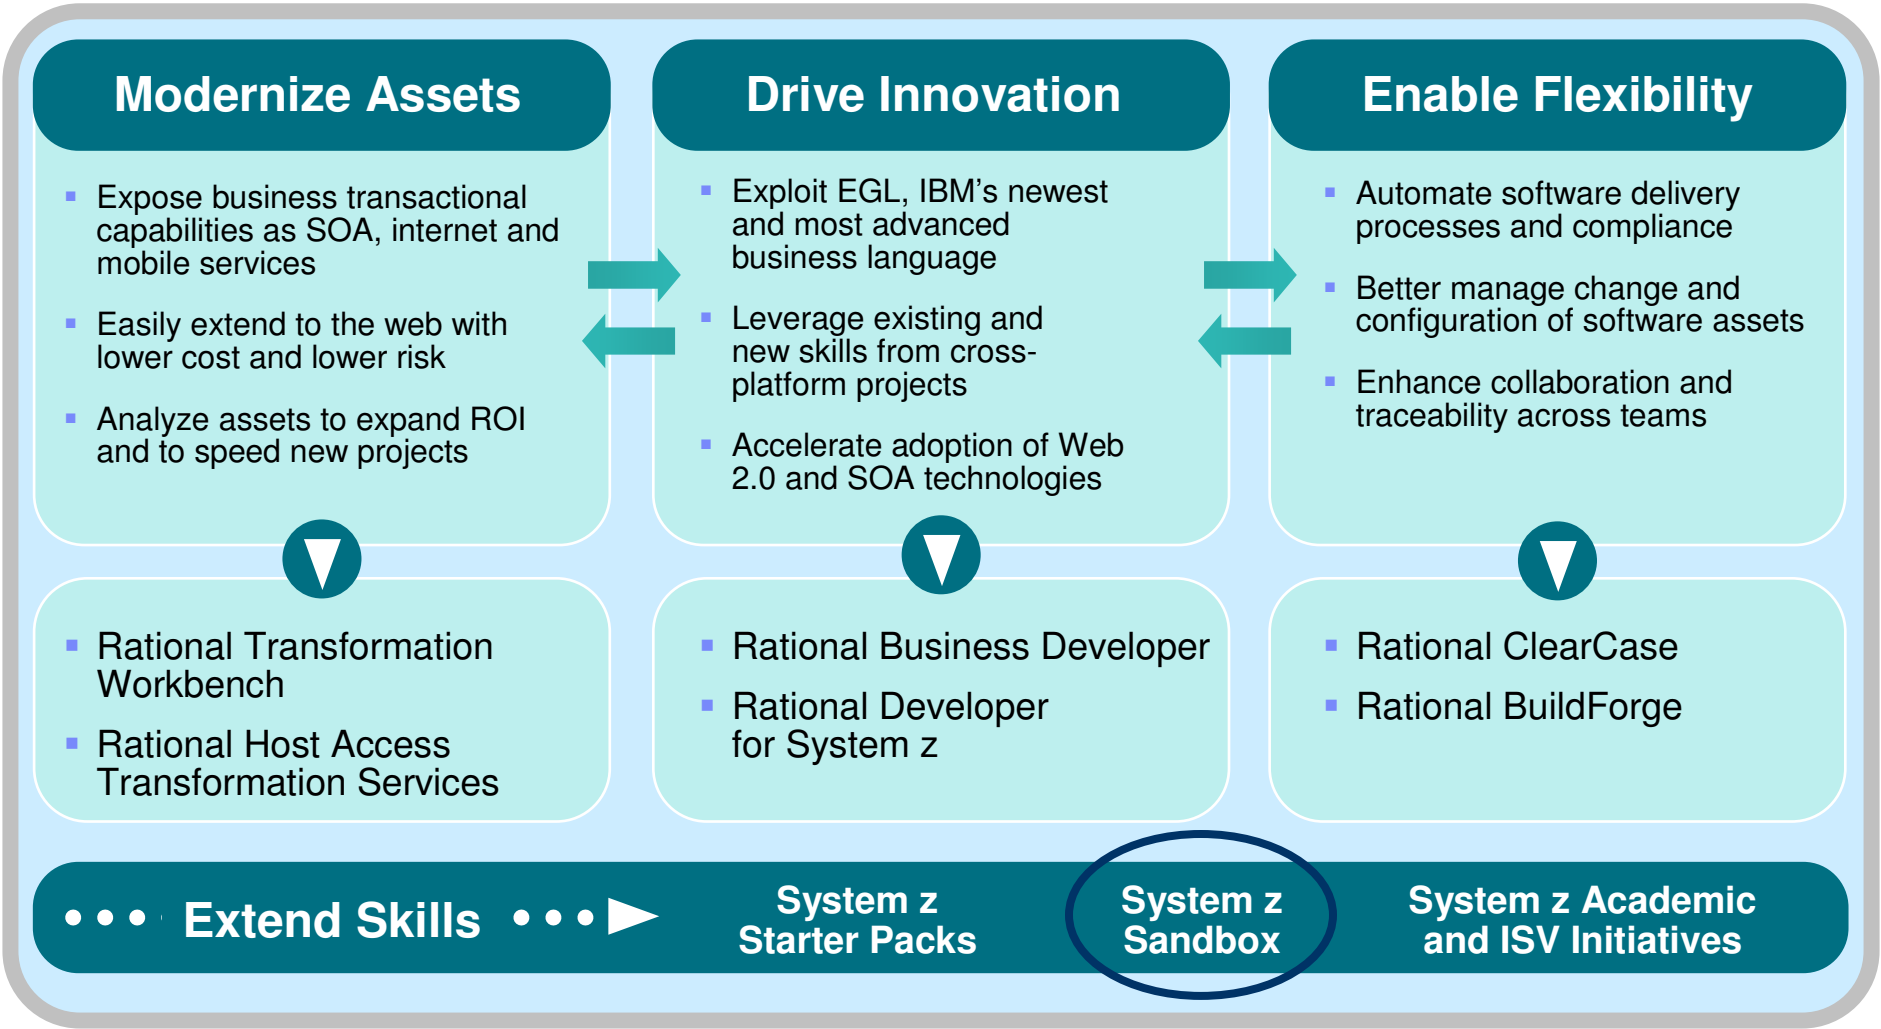 Modernize Assets
Expose business transactional
capabilities as SOA, internet and
mobile services
Easily extend to the web with
lower cost and lower risk
Analyze assets to expand ROI
and to speed new projects
Rational Transformation
Workbench
Rational Host Access
Transformation Services
Drive Innovation
Exploit EGL, IBM’s newest
and most advanced
business language
Leverage existing and
new skills from cross-
platform projects
Accelerate adoption of Web
2.0 and SOA technologies
Rational Business Developer
Rational Developer
for System z
Enable Flexibility
Automate software delivery
processes and compliance
Better manage change and
configuration of software assets
Enhance collaboration and
traceability across teams
Rational ClearCase
Rational BuildForge
Extend Skills
System z
Starter Packs
System z
Sandbox
System z Academic
and ISV Initiatives